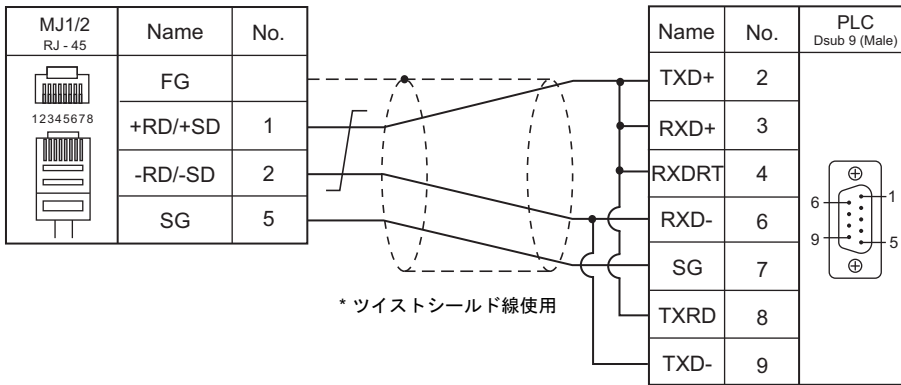 MJ1/2
RJ - 45
Name
No.
12345678
FG
+RD/+SD
1
-RD/-SD
2
SG
5
* ツイストシールド線使用
Name
No.
PLC
Dsub 9 (Male)
TXD+
2
RXD+
3
RXDRT
4
RXD-
6
SG
7
TXRD
8
TXD-
9
6
1
9
5